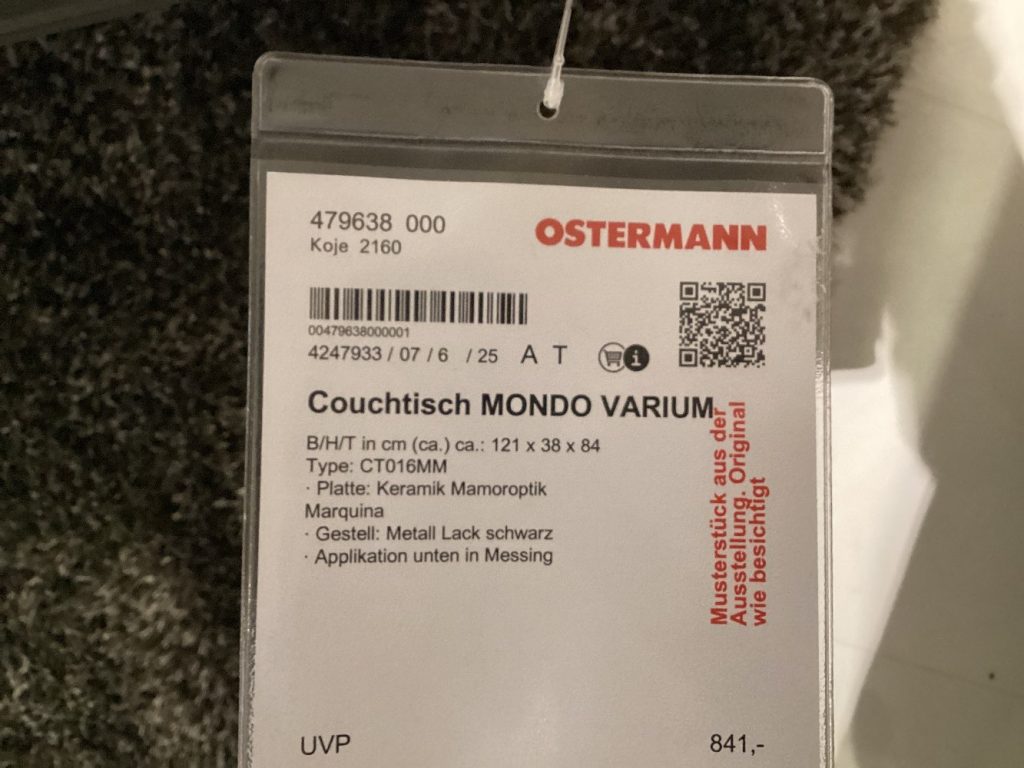 479638 000
OSTERMANN
Koje 2160
00479638000001
4247933 / 07 / 6 / 25 A T
i
Couchtisch MONDO VARIUM
B/H/T in cm (ca.) ca.: 121 x 38 x 84
Type: CT016MM
· Platte: Keramik Mamoroptik
Marquina
· Gestell: Metall Lack schwarz
· Applikation unten in Messing
Musterstück aus der
Ausstellung. Original
wie besichtigt
UVP 841,-